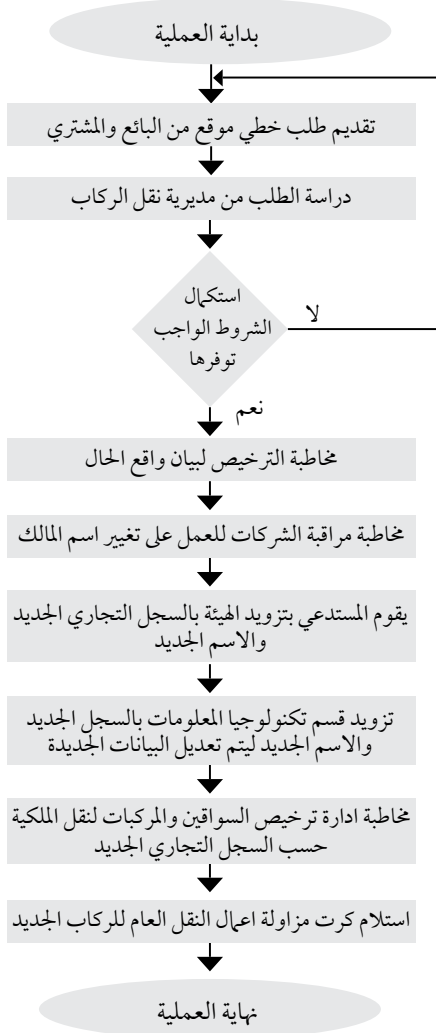 بداية العملية
تقديم طلب خطي موقع من البائع والمشتري
دراسة الطلب من مديرية نقل الركاب
استكمال
الشروط الواجب
توفرها
لا
نعم
مخاطبة الترخيص لبيان واقع الحال
مخاطبة مراقبة الشركات للعمل على تغيير اسم المالك
يقوم المستدعي بتزويد الهيئة بالسجل التجاري الجديد
والاسم الجديد
تزويد قسم تكنولوجيا المعلومات بالسجل الجديد
والاسم الجديد ليتم تعديل البيانات الجديدة
مخاطبة ادارة ترخيص السواقين والمركبات لنقل الملكية
حسب السجل التجاري الجديد
استلام كرت مزاولة اعمال النقل العام للركاب الجديد
نهاية العملية